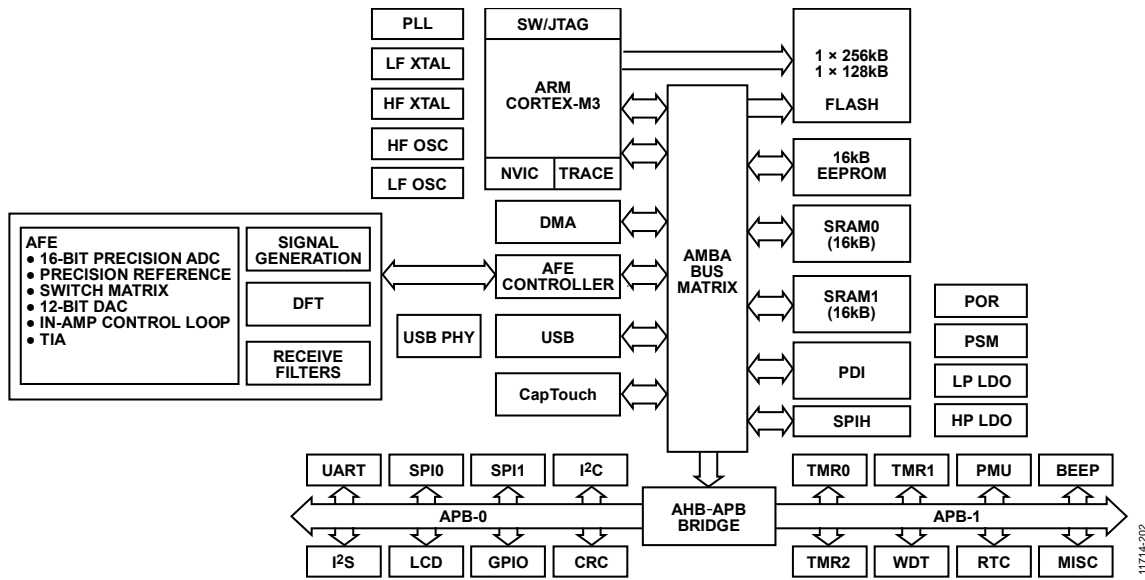 PLL
LF XTAL
HF XTAL
HF OSC
LF OSC
SW/JTAG
ARM
CORTEX-M3
NVIC
TRACE
1 × 256kB
1 × 128kB
FLASH
16kB
EEPROM
SRAM0
(16kB)
SRAM1
(16kB)
PDI
SPIH
DMA
AFE
CONTROLLER
USB
CapTouch
USB PHY
AMBA
BUS
MATRIX
AFE
● 16-BIT PRECISION ADC
● PRECISION REFERENCE
● SWITCH MATRIX
● 12-BIT DAC
● IN-AMP CONTROL LOOP
● TIA
SIGNAL
GENERATION
DFT
RECEIVE
FILTERS
POR
PSM
LP LDO
HP LDO
UART
SPI0
SPI1
I²C
TMR0
TMR1
PMU
BEEP
APB-0
AHB-APB
BRIDGE
APB-1
I²S
LCD
GPIO
CRC
TMR2
WDT
RTC
MISC
11714-202